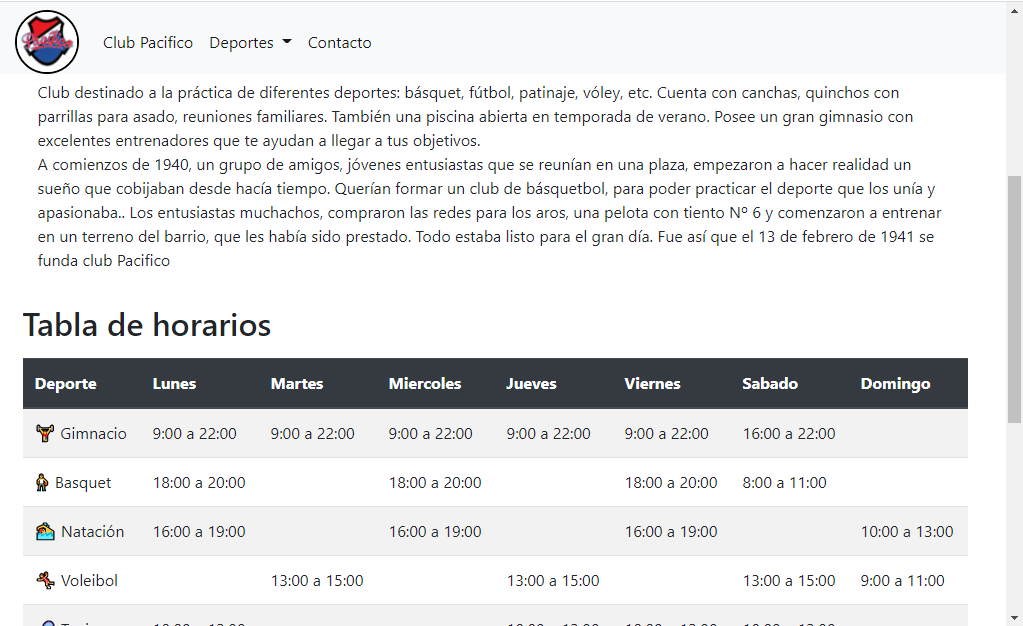 Pacifico
Club Pacifico Deportes Contacto
Club destinado a la práctica de diferentes deportes: básquet, fútbol, patinaje, vóley, etc. Cuenta con canchas, quinchos con
parrillas para asado, reuniones familiares. También una piscina abierta en temporada de verano. Posee un gran gimnasio con
excelentes entrenadores que te ayudan a llegar a tus objetivos.
A comienzos de 1940, un grupo de amigos, jóvenes entusiastas que se reunían en una plaza, empezaron a hacer realidad un
sueño que cobijaban desde hacía tiempo. Querían formar un club de básquetbol, para poder practicar el deporte que los unía y
apasionaba.. Los entusiastas muchachos, compraron las redes para los aros, una pelota con tiento Nº 6 y comenzaron a entrenar
en un terreno del barrio, que les había sido prestado. Todo estaba listo para el gran día. Fue así que el 13 de febrero de 1941 se
funda club Pacifico
Tabla de horarios
Deporte Lunes Martes Miercoles Jueves Viernes Sabado Domingo
Gimnacio 9:00 a 22:00 9:00 a 22:00 9:00 a 22:00 9:00 a 22:00 9:00 a 22:00 16:00 a 22:00
Basquet 18:00 a 20:00 18:00 a 20:00 18:00 a 20:00 8:00 a 11:00
Natación 16:00 a 19:00 16:00 a 19:00 16:00 a 19:00 10:00 a 13:00
Voleibol 13:00 a 15:00 13:00 a 15:00 13:00 a 15:00 9:00 a 11:00